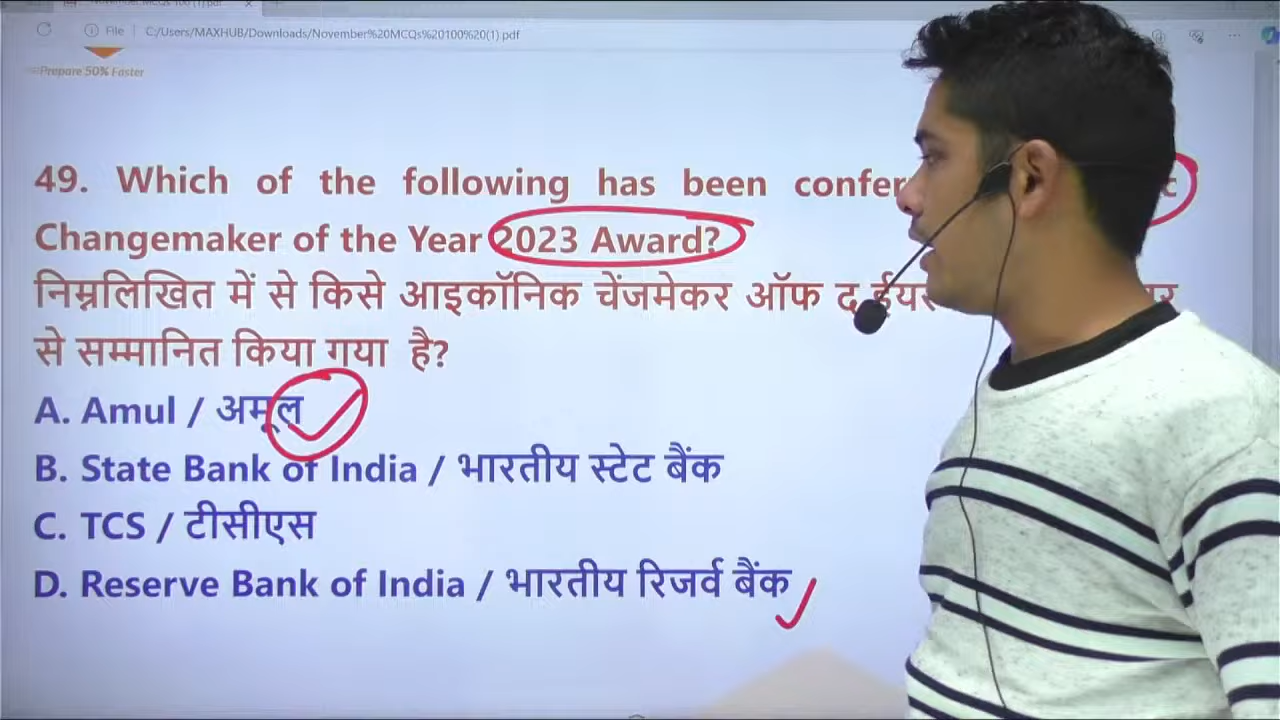 File
C:/Users/MAXHUB/Downloads/November%20MCQs%20100%20(1).pdf
Prepare 50% Faster
49. Which of the following has been
Changemaker of the Year 2023 Award?
निम्नलिखित में से किसे आइकॉनिक चेंजमेकर ऑफ द
से सम्मानित किया गया है?
A. Amul / अमूल
B. State Bank of India / भारतीय स्टेट बैंक
C. TCS / टीसीएस
D. Reserve Bank of India / भारतीय रिजर्व बैंक